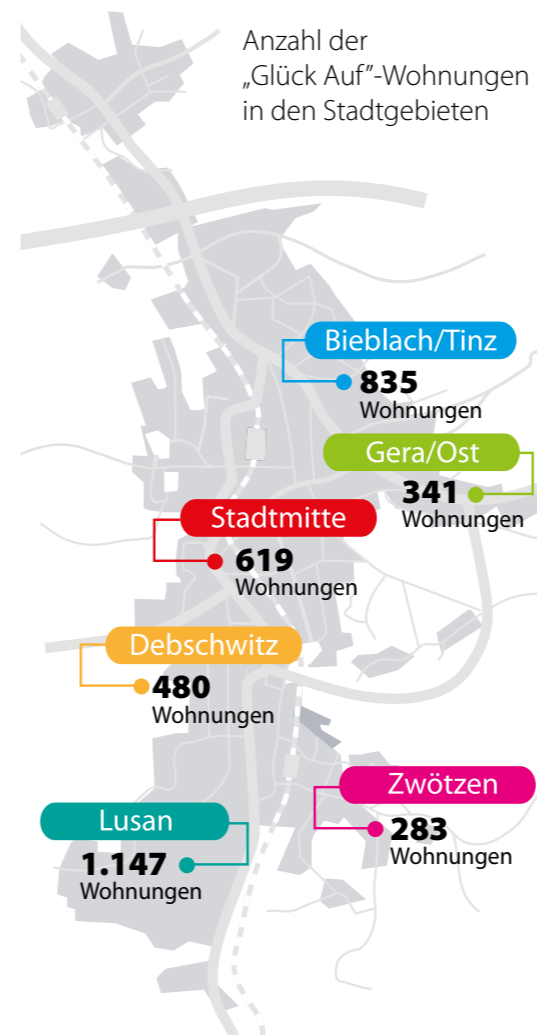 Anzahl der
„Glück Auf”-Wohnungen
in den Stadtgebieten
Bieblach/Tinz
835
Wohnungen
Gera/Ost
341
Wohnungen
Stadtmitte
619
Wohnungen
Debschwitz
480
Wohnungen
Zwötzen
283
Wohnungen
Lusan
1.147
Wohnungen